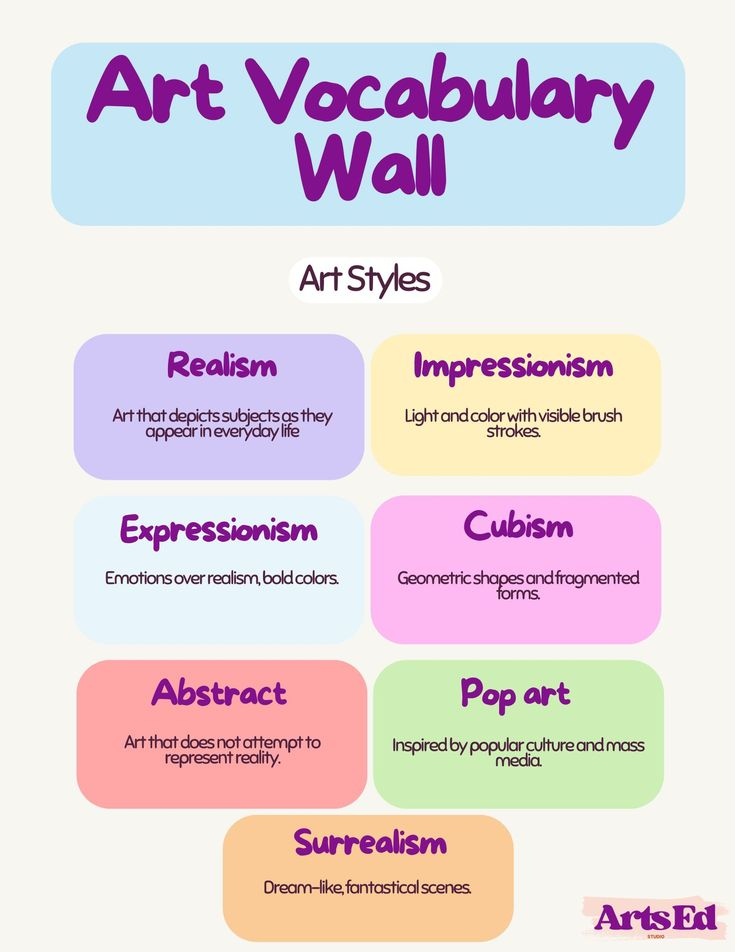 Art Vocabulary
Wall
Art Styles
Realism
Art that depicts subjects as they
appear in everyday life
Impressionism
Light and color with visible brush
strokes.
Expressionism
Emotions over realism, bold colors.
Cubism
Geometric shapes and fragmented
forms.
Abstract
Art that does not attempt to
represent reality.
Pop art
Inspired by popular culture and mass
media.
Surrealism
Dream-like, fantastical scenes.
ArtsEd
STUDIO